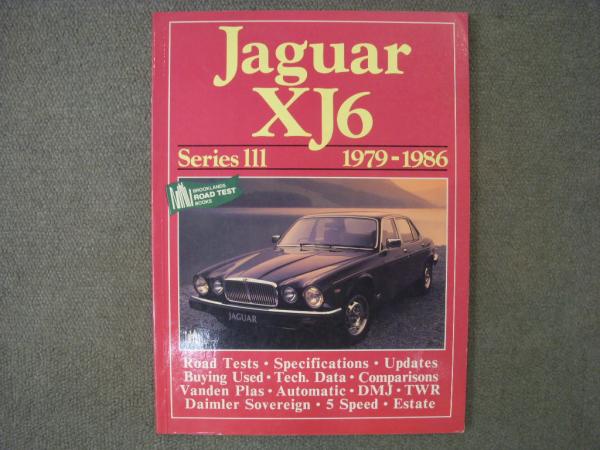 Jaguar
XJ6
Series lll 1979-1986
BROOKLANDS
ROAD TEST
BOOKS
JAGUAR
Road Tests · Specifications · Updates
Buying Used · Tech. Data · Comparisons
Vanden Plas · Automatic · DMJ · TWR
Daimler Sovereign · 5 Speed · Estate